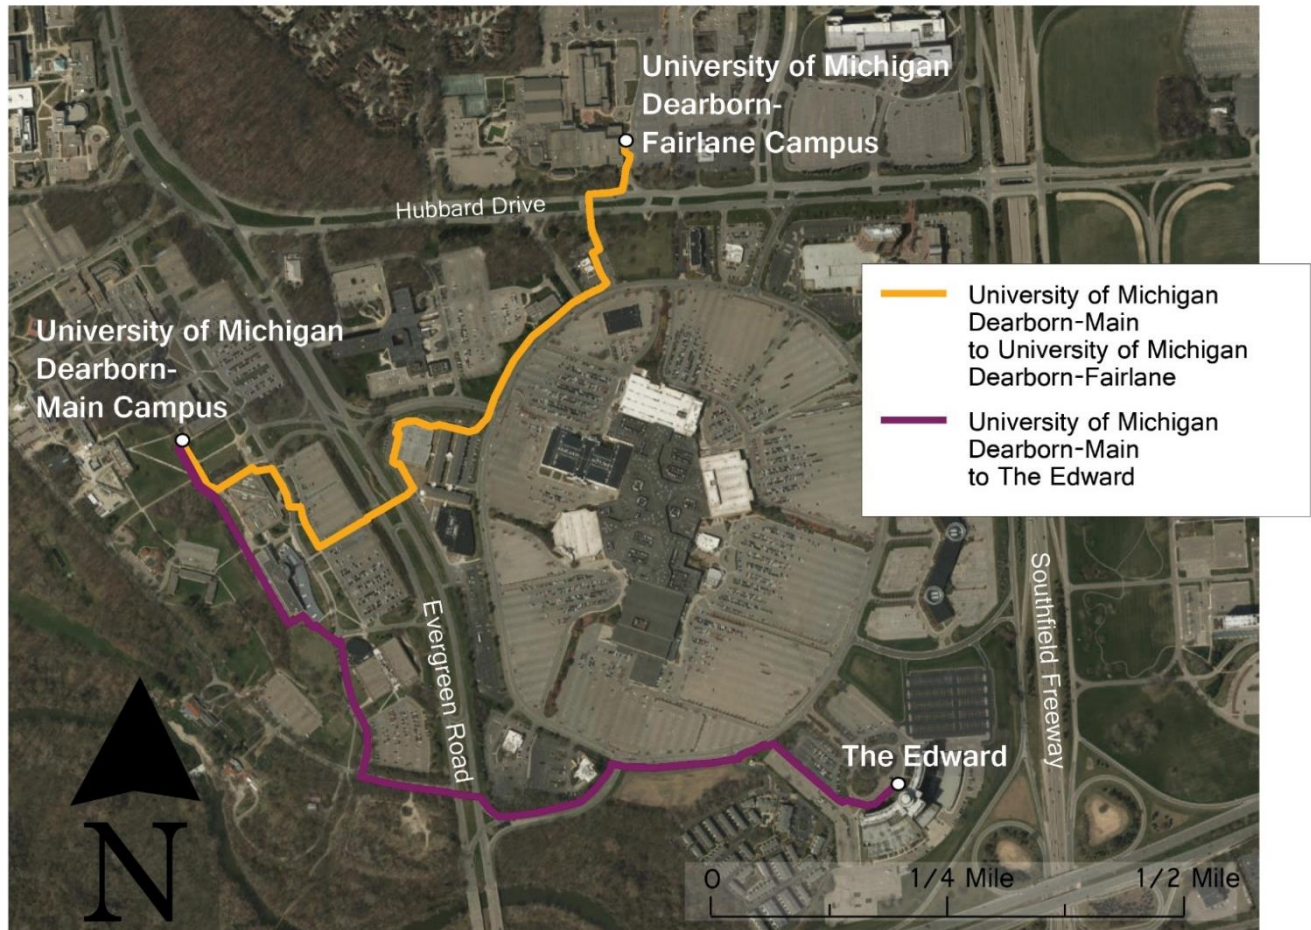 University of Michigan
Dearborn-
Fairlane Campus
Hubbard Drive
University of Michigan
Dearborn-Main
to University of Michigan
Dearborn-Fairlane
University of Michigan
Dearborn-Main
to The Edward
University of Michigan
Dearborn-
Main Campus
Evergreen Road
Southfield Freeway
The Edward
N
0 1/4 Mile 1/2 Mile